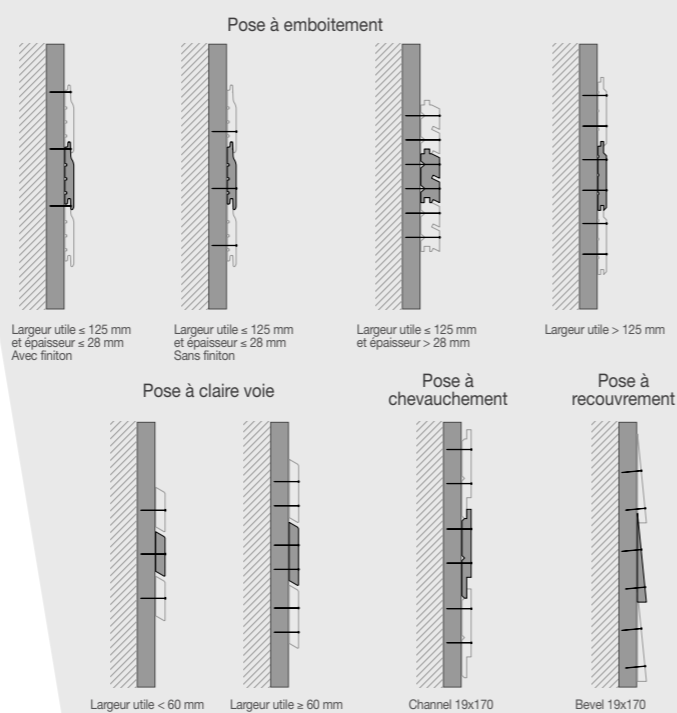 Pose à emboitement
Largeur utile ≤ 125 mm
et épaisseur ≤ 28 mm
Avec finiton
Largeur utile ≤ 125 mm
et épaisseur ≤ 28 mm
Sans finiton
Largeur utile ≤ 125 mm
et épaisseur > 28 mm
Largeur utile > 125 mm
Pose à claire voie
Pose à
chevauchement
Pose à
recouvrement
Largeur utile < 60 mm
Largeur utile ≥ 60 mm
Channel 19x170
Bevel 19x170